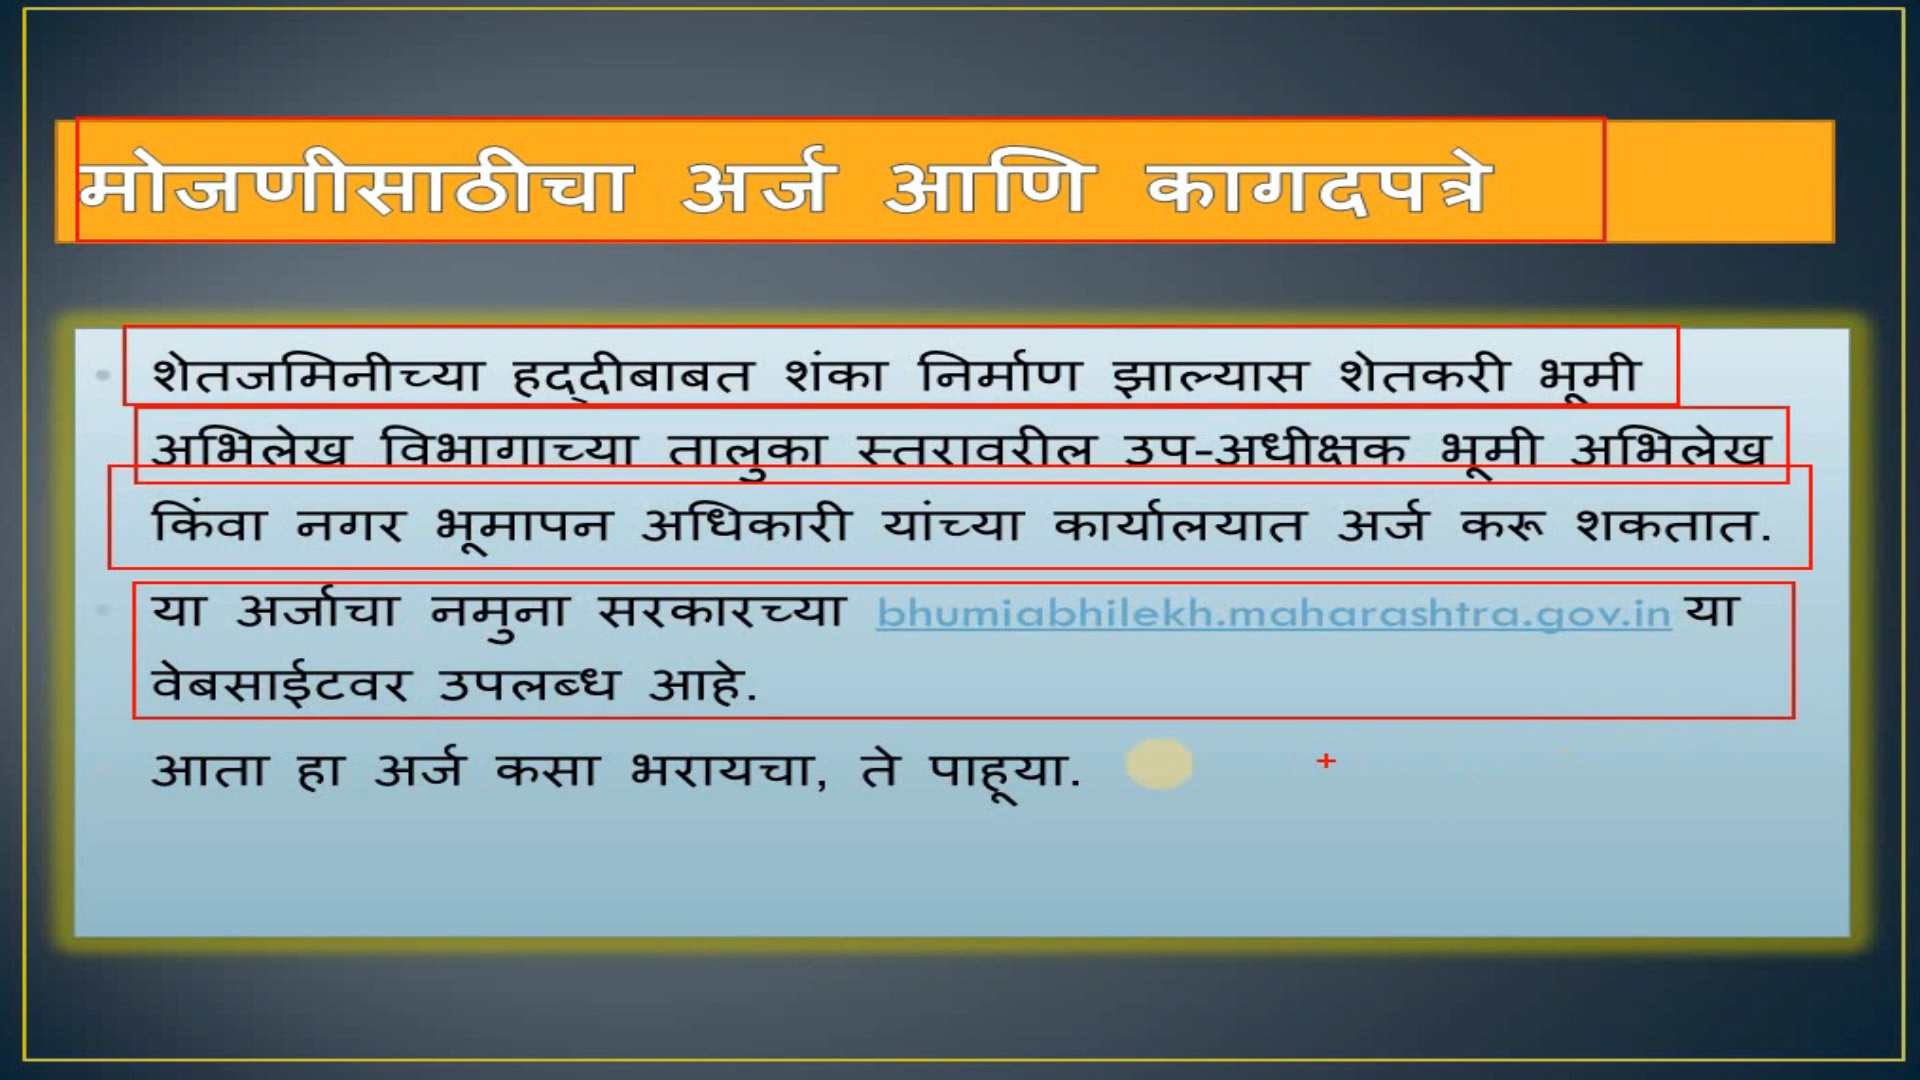 मोजणीसाठीचा अर्ज आणि कागदपत्रे
शेतजमिनीच्या हद्दीबाबत शंका निर्माण झाल्यास शेतकरी भूमी
अभिलेख विभागाच्या तालुका स्तरावरील उप-अधीक्षक भूमी अभिलेख
किंवा नगर भूमापन अधिकारी यांच्या कार्यालयात अर्ज करू शकतात.
या अर्जाचा नमुना सरकारच्या bhumiabhilekh.maharashtra.gov.in या
वेबसाईटवर उपलब्ध आहे.
आता हा अर्ज कसा भरायचा, ते पाहूया.